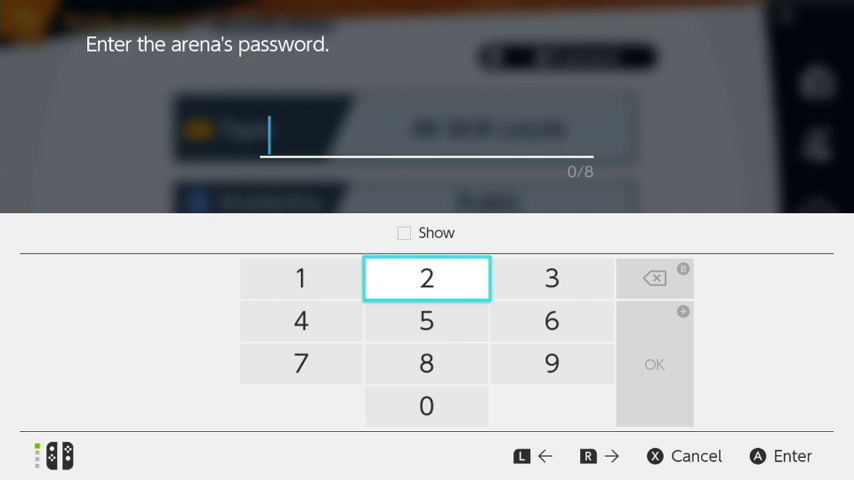 Enter the arena's password.
0/8
Show
1 2 3
B
4 5 6
+
7 8 9
OK
0
L ← R → X Cancel A Enter